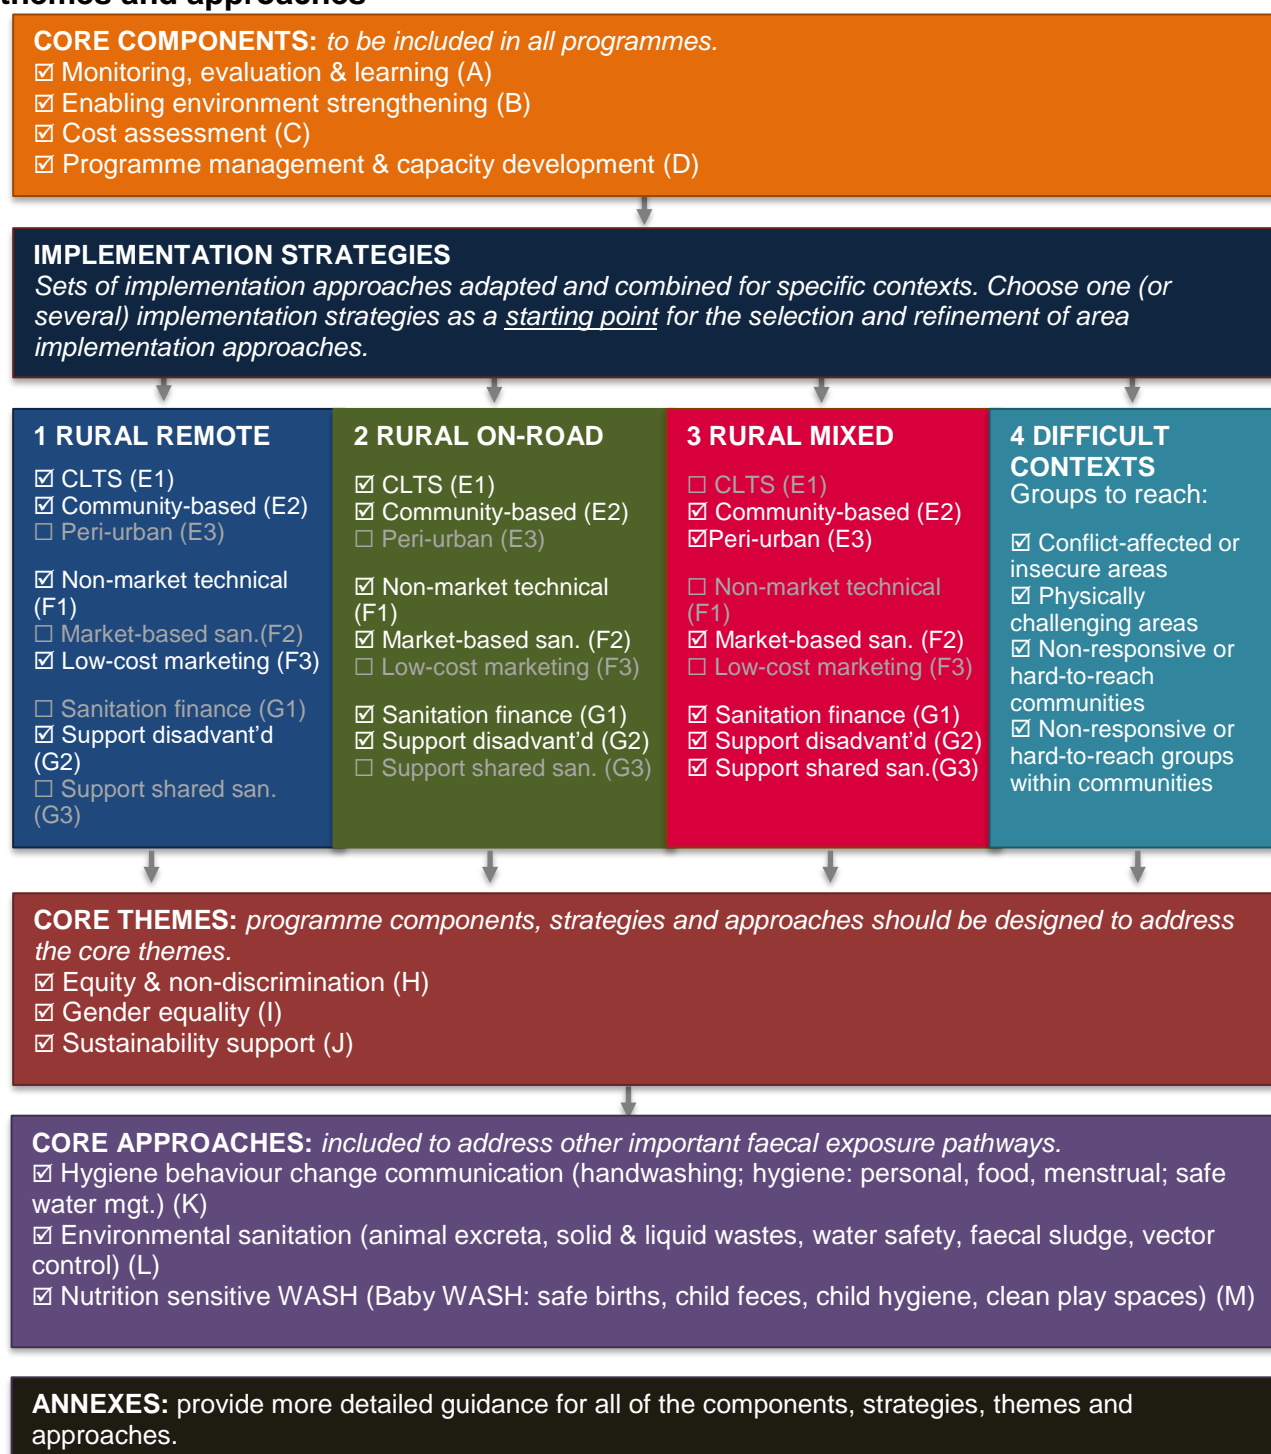 themes and approaches
CORE COMPONENTS: to be included in all programmes.
☑ Monitoring, evaluation & learning (A)
☑ Enabling environment strengthening (B)
☑ Cost assessment (C)
☑ Programme management & capacity development (D)
IMPLEMENTATION STRATEGIES
Sets of implementation approaches adapted and combined for specific contexts. Choose one (or
several) implementation strategies as a starting point for the selection and refinement of area
implementation approaches.
1 RURAL REMOTE
☑ CLTS (E1)
☑ Community-based (E2)
☐ Peri-urban (E3)
☑ Non-market technical
(F1)
☐ Market-based san.(F2)
☑ Low-cost marketing (F3)
☐ Sanitation finance (G1)
☑ Support disadvant’d
(G2)
☐ Support shared san.
(G3)
2 RURAL ON-ROAD
☑ CLTS (E1)
☑ Community-based (E2)
☐ Peri-urban (E3)
☑ Non-market technical
(F1)
☑ Market-based san. (F2)
☐ Low-cost marketing (F3)
☑ Sanitation finance (G1)
☑ Support disadvant’d (G2)
☐ Support shared san. (G3)
3 RURAL MIXED
☐ CLTS (E1)
☑ Community-based (E2)
☑Peri-urban (E3)
☐ Non-market technical
(F1)
☑ Market-based san. (F2)
☐ Low-cost marketing (F3)
☑ Sanitation finance (G1)
☑ Support disadvant’d (G2)
☑ Support shared san.(G3)
4 DIFFICULT
CONTEXTS
Groups to reach:
☑ Conflict-affected or
insecure areas
☑ Physically
challenging areas
☑ Non-responsive or
hard-to-reach
communities
☑ Non-responsive or
hard-to-reach groups
within communities
CORE THEMES: programme components, strategies and approaches should be designed to address
the core themes.
☑ Equity & non-discrimination (H)
☑ Gender equality (I)
☑ Sustainability support (J)
CORE APPROACHES: included to address other important faecal exposure pathways.
☑ Hygiene behaviour change communication (handwashing; hygiene: personal, food, menstrual; safe
water mgt.) (K)
☑ Environmental sanitation (animal excreta, solid & liquid wastes, water safety, faecal sludge, vector
control) (L)
☑ Nutrition sensitive WASH (Baby WASH: safe births, child feces, child hygiene, clean play spaces) (M)
ANNEXES: provide more detailed guidance for all of the components, strategies, themes and
approaches.